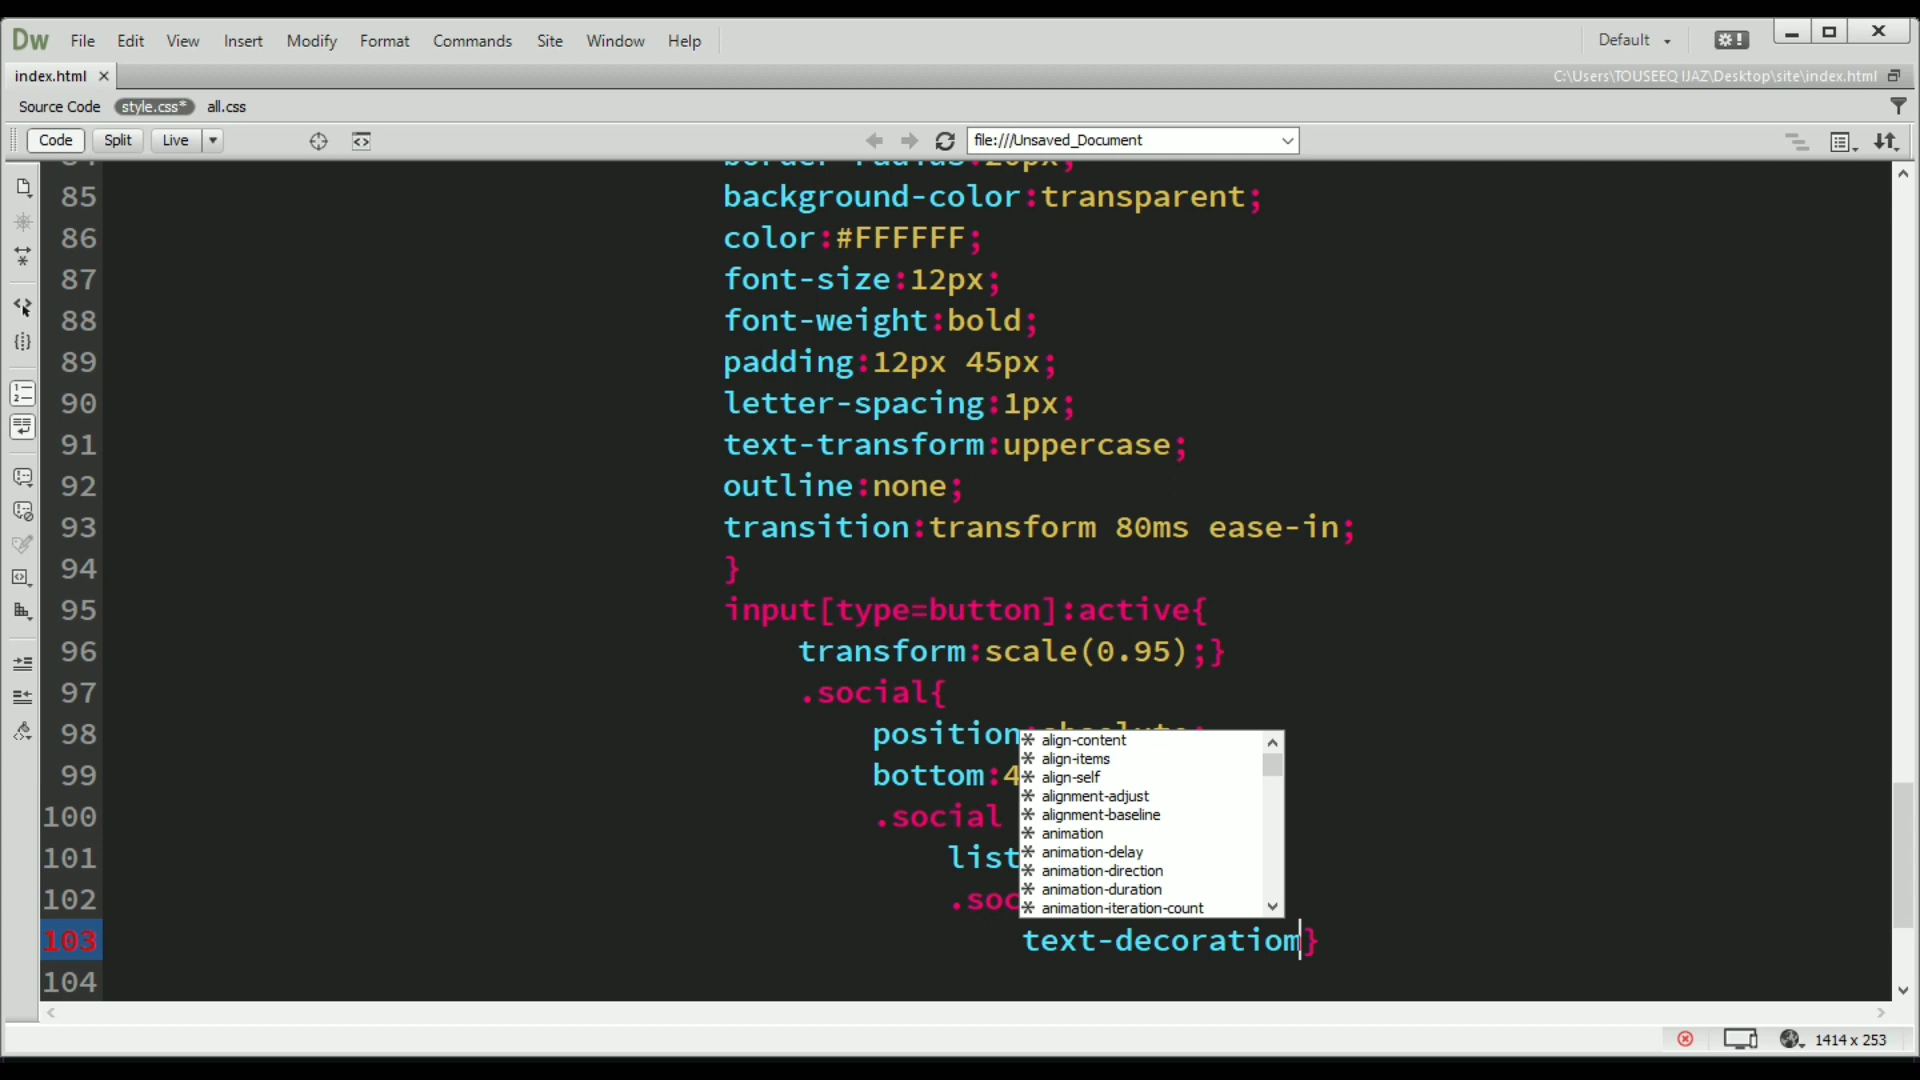 Dw File Edit View Insert Modify Format Commands Site Window Help Default
index.html C:\Users\TOUSEEQ IJAZ\Desktop\site\index.html
Source Code style.css* all.css
Code Split Live file:///Unsaved_Document
85 background-color:transparent;
86 color:#FFFFFF;
87 font-size:12px;
88 font-weight:bold;
89 padding:12px 45px;
90 letter-spacing:1px;
91 text-transform:uppercase;
92 outline:none;
93 transition:transform 80ms ease-in;
94 }
95 input[type=button]:active{
96 transform:scale(0.95);}
97 .social{
98 position
99 bottom:4
100 .social
101 list
102 .soc
align-content
align-items
align-self
alignment-adjust
alignment-baseline
animation
animation-delay
animation-direction
animation-duration
animation-iteration-count
103 text-decoratiom}
104
1414 x 253